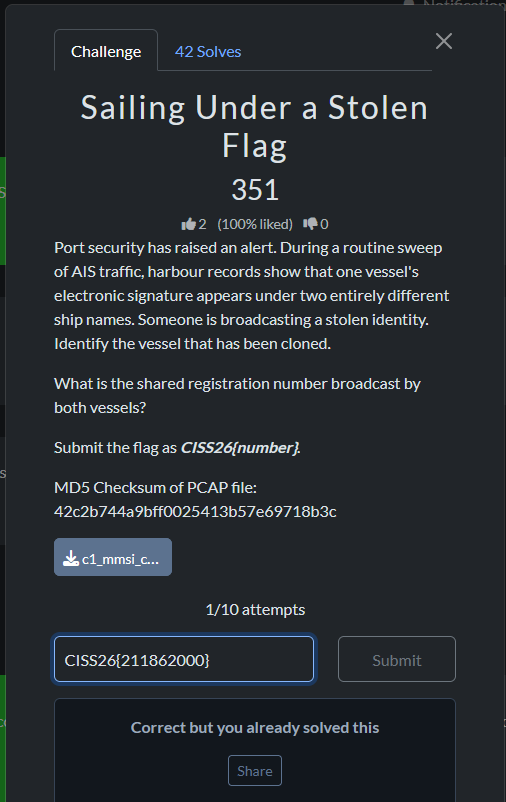 Notification
Challenge
42 Solves
Sailing Under a Stolen
Flag
351
2 (100% liked) 0
Port security has raised an alert. During a routine sweep
of AIS traffic, harbour records show that one vessel's
electronic signature appears under two entirely different
ship names. Someone is broadcasting a stolen identity.
Identify the vessel that has been cloned.
What is the shared registration number broadcast by
both vessels?
Submit the flag as CISS26{number}.
MD5 Checksum of PCAP file:
42c2b744a9bff0025413b57e69718b3c
c1_mmsi_c...
1/10 attempts
CISS26{211862000}
Submit
Correct but you already solved this
Share